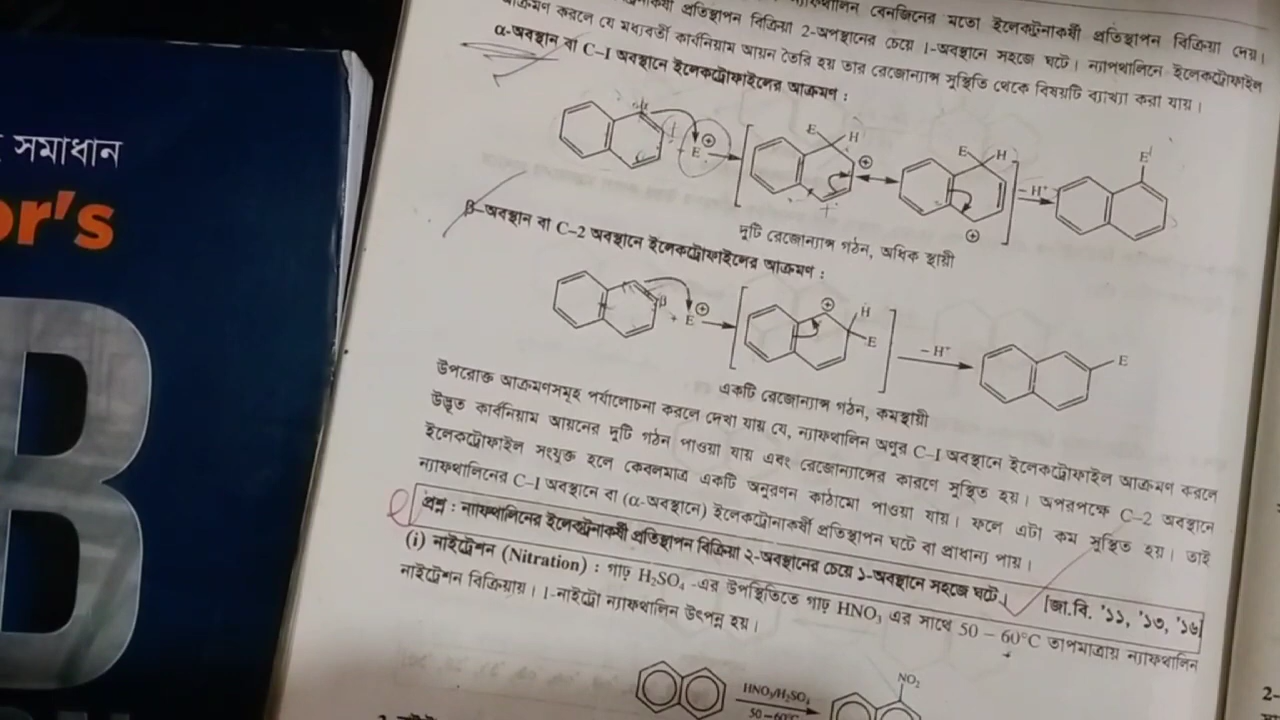 সমাধান
or's
B
ন্যাফথালিন বেনজিনের মতো ইলেকট্রনাকর্ষী প্রতিস্থাপন বিক্রিয়া দেয়।
প্রতিস্থাপন বিক্রিয়া 2-অপস্থানের চেয়ে 1-অবস্থানে সহজে ঘটে। ন্যাপথালিনে ইলেকট্রোফাইল
আক্রমণ করলে যে মধ্যবর্তী কার্বনিয়াম আয়ন তৈরি হয় তার রেজোন্যান্স সুস্থিতি থেকে বিষয়টি ব্যাখ্যা করা যায়।
α-অবস্থান বা C–1 অবস্থানে ইলেকট্রোফাইলের আক্রমণ :
α + E ⊕ E H ⊕ E H ⊕ –H⁺ E
দুটি রেজোন্যান্স গঠন, অধিক স্থায়ী
β–অবস্থান বা C–2 অবস্থানে ইলেকট্রোফাইলের আক্রমণ :
β + E ⊕ ⊕ H E –H⁺ E
একটি রেজোন্যান্স গঠন, কমস্থায়ী
উপরোক্ত আক্রমণসমূহ পর্যালোচনা করলে দেখা যায় যে, ন্যাফথালিন অণুর C–1 অবস্থানে ইলেকট্রোফাইল আক্রমণ করলে
উদ্ভূত কার্বনিয়াম আয়নের দুটি গঠন পাওয়া যায় এবং রেজোন্যান্সের কারণে সুস্থিত হয়। অপরপক্ষে C–2 অবস্থানে
ইলেকট্রোফাইল সংযুক্ত হলে কেবলমাত্র একটি অনুরণন কাঠামো পাওয়া যায়। ফলে এটা কম সুস্থিত হয়। তাই
ন্যাফথালিনের C–1 অবস্থানে বা (α-অবস্থানে) ইলেকট্রোনাকর্ষী প্রতিস্থাপন ঘটে বা প্রাধান্য পায়।
প্রশ্ন : ন্যাফথালিনের ইলেকট্রনাকর্ষী প্রতিস্থাপন বিক্রিয়া ২-অবস্থানের চেয়ে ১-অবস্থানে সহজে ঘটে। [জা.বি. '১১, '১৩, '১৬]
(i) নাইট্রেশন (Nitration) : গাঢ় H₂SO₄ -এর উপস্থিতিতে গাঢ় HNO₃ এর সাথে 50 – 60°C তাপমাত্রায় ন্যাফথালিন
নাইট্রেশন বিক্রিয়ায়। 1-নাইট্রো ন্যাফথালিন উৎপন্ন হয়।
HNO₃/H₂SO₄
50–60°C
NO₂
2-